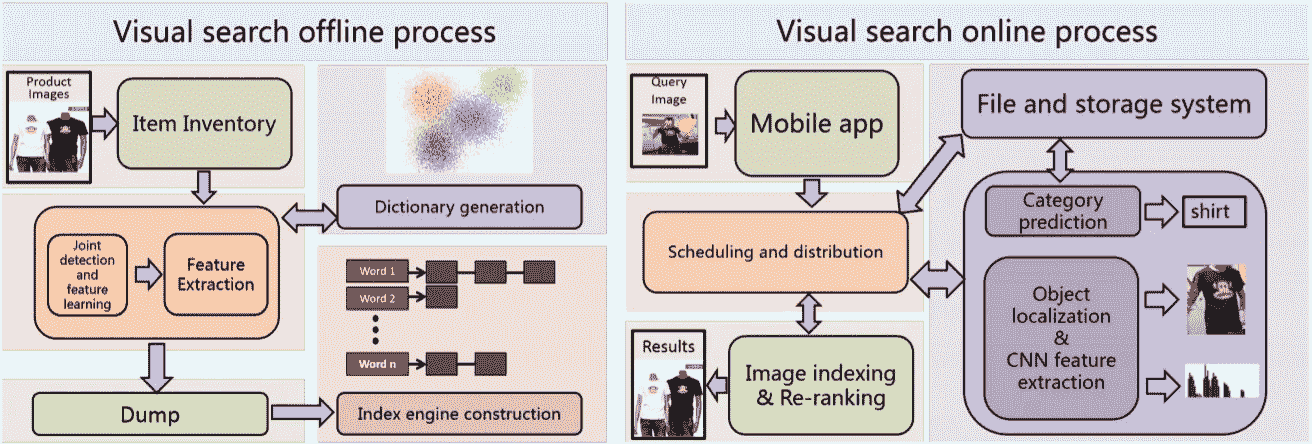 Visual search offline process
Product
Images
Item Inventory
Dictionary generation
Joint
detection
and
feature
learning
Feature
Extraction
Word 1
Word 2
Word n
Dump
Index engine construction
Visual search online process
Query
Image
Mobile app
File and storage system
Scheduling and distribution
Category
prediction
shirt
Object
localization
&
CNN feature
extraction
Results
Image indexing
& Re-ranking